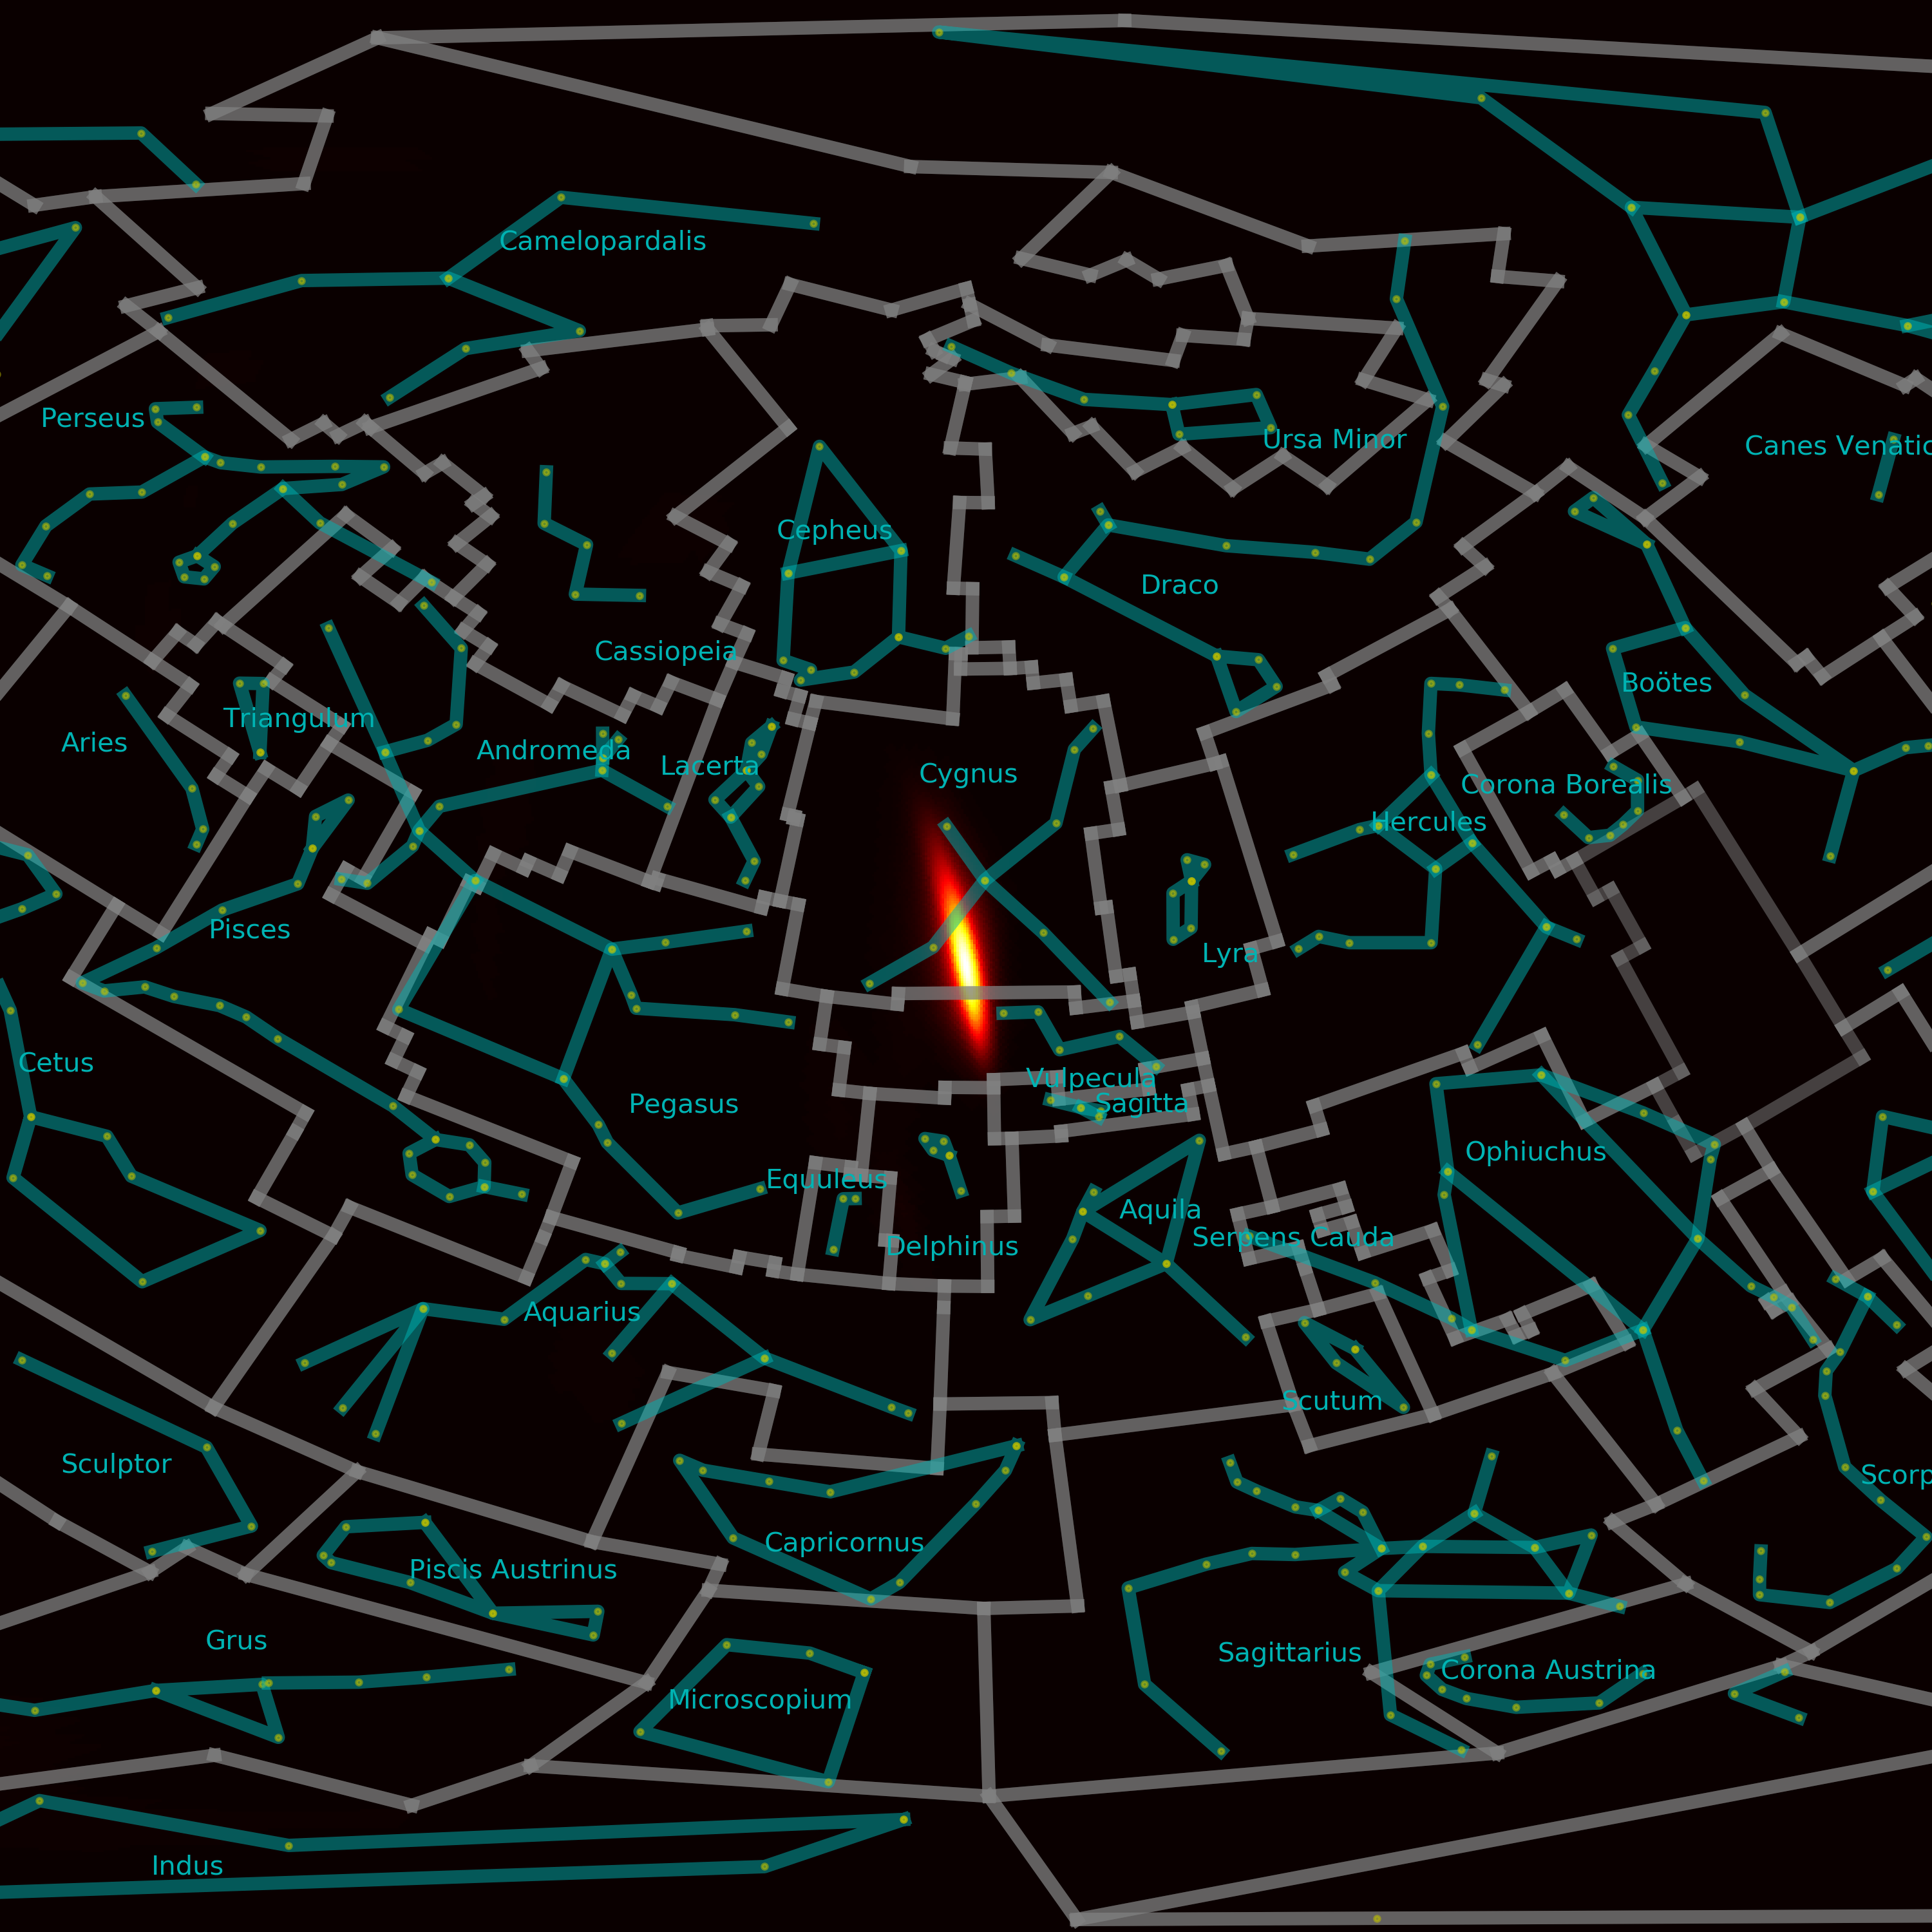 Camelopardalis
Perseus
Ursa Minor
Canes Venatic
Cepheus
Draco
Cassiopeia
Boötes
Triangulum
Aries
Andromeda
Lacerta
Cygnus
Corona Borealis
Hercules
Pisces
Lyra
Cetus
Vulpecula
Pegasus
Sagitta
Ophiuchus
Equuleus
Aquila
Serpens Cauda
Delphinus
Aquarius
Scutum
Sculptor
Scorp
Capricornus
Piscis Austrinus
Grus
Sagittarius
Corona Austrina
Microscopium
Indus